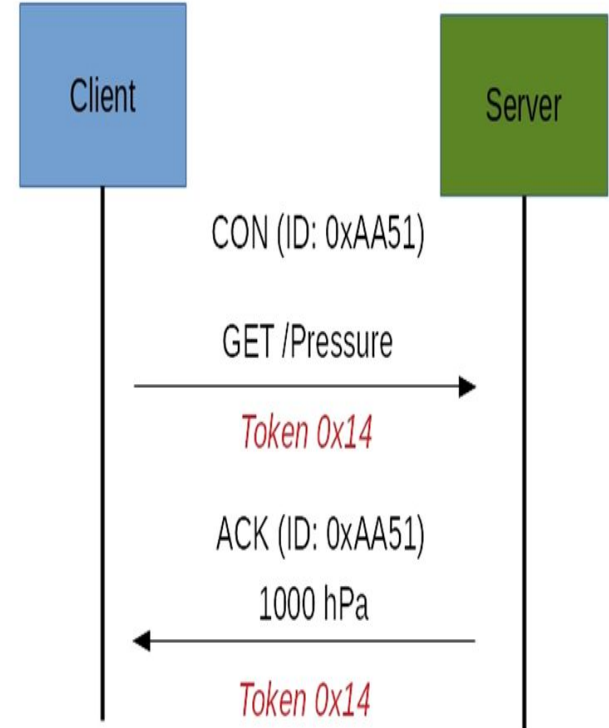 Client
Server
CON (ID: 0xAA51)
GET /Pressure
Token 0x14
ACK (ID: 0xAA51)
1000 hPa
Token 0x14